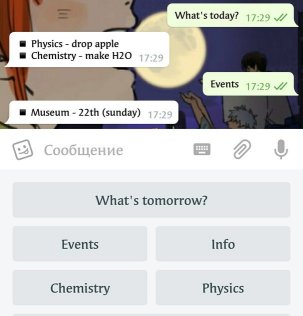 What's today? 17:29
■ Physics - drop apple
■ Chemistry - make H2O 17:29
Events 17:29
■ Museum - 22th (sunday) 17:29
Сообщение
What's tomorrow?
Events
Info
Chemistry
Physics